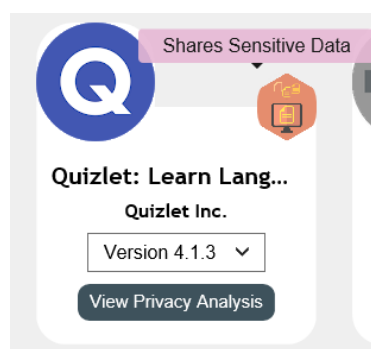 Shares Sensitive Data
Q
Quizlet: Learn Lang...
Quizlet Inc.
Version 4.1.3
View Privacy Analysis